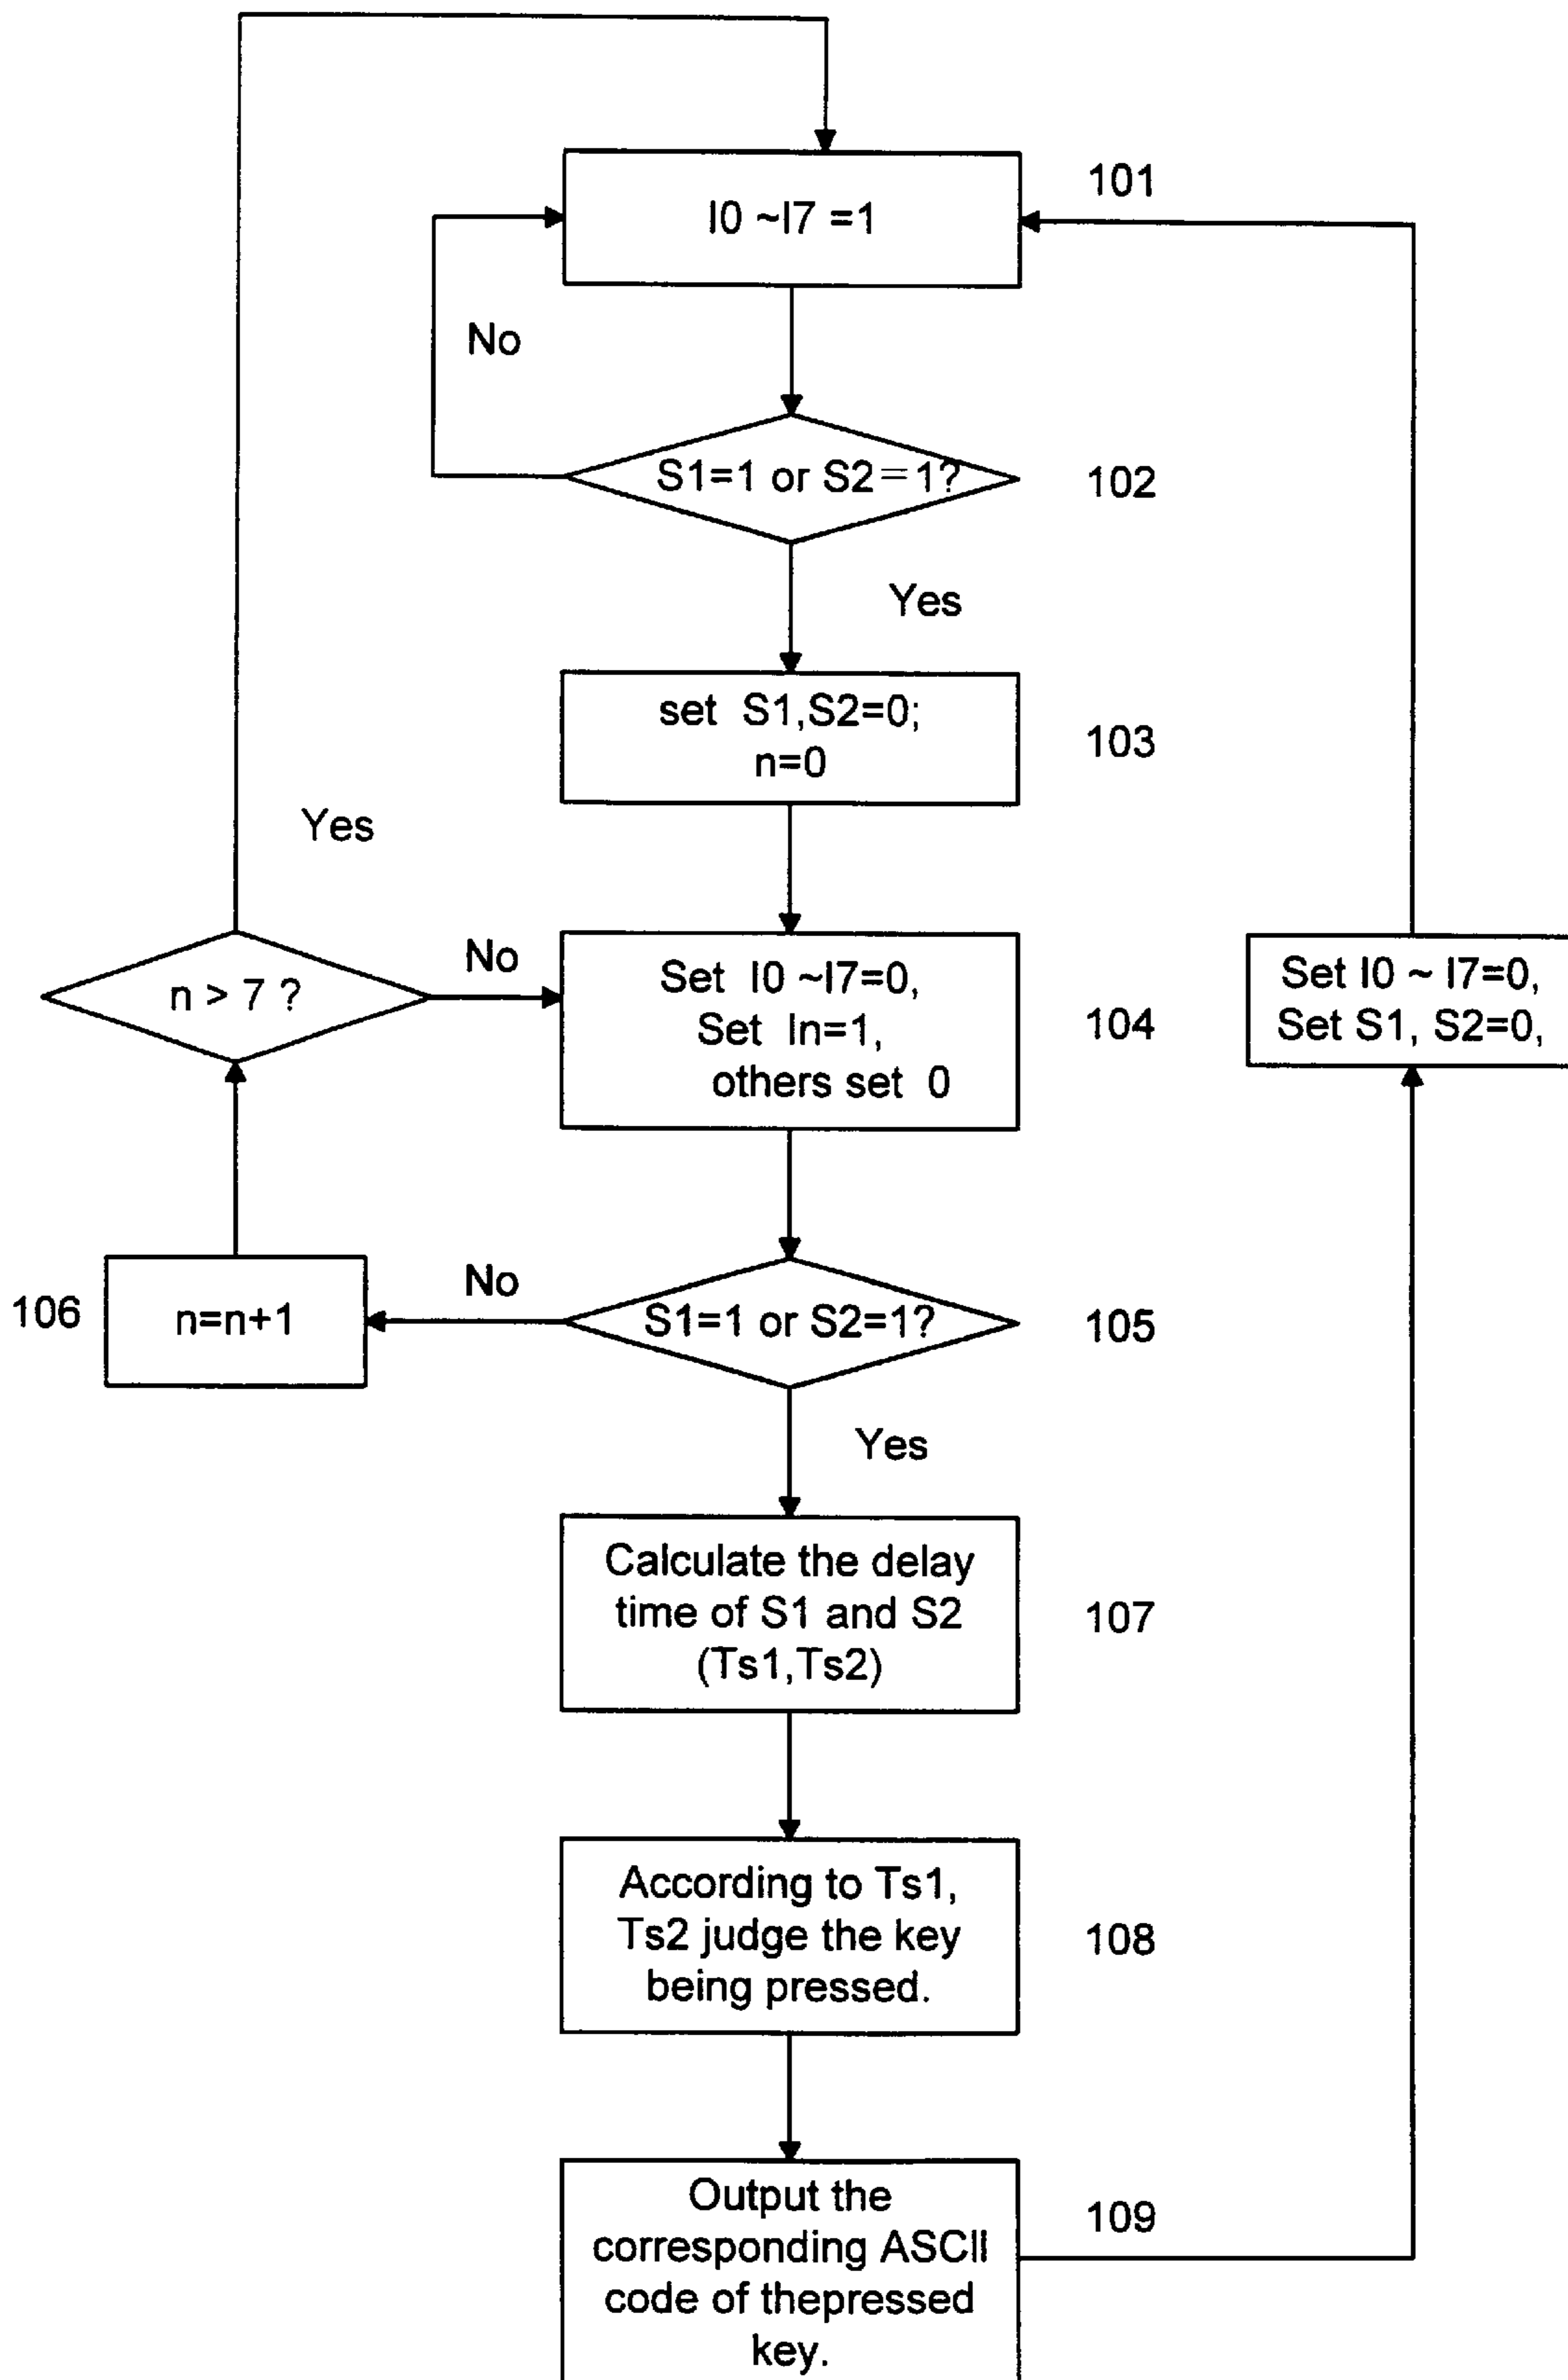 I0 ~I7 =1
101
No
S1=1 or S2=1?
102
Yes
set S1,S2=0;
n=0
103
Yes
n > 7 ?
No
Set I0 ~I7=0,
Set In=1,
others set 0
104
Set I0 ~ I7=0,
Set S1, S2=0,
106
n=n+1
No
S1=1 or S2=1?
105
Yes
Calculate the delay
time of S1 and S2
(Ts1,Ts2)
107
According to Ts1,
Ts2 judge the key
being pressed.
108
Output the
corresponding ASCII
code of thepressed
key.
109